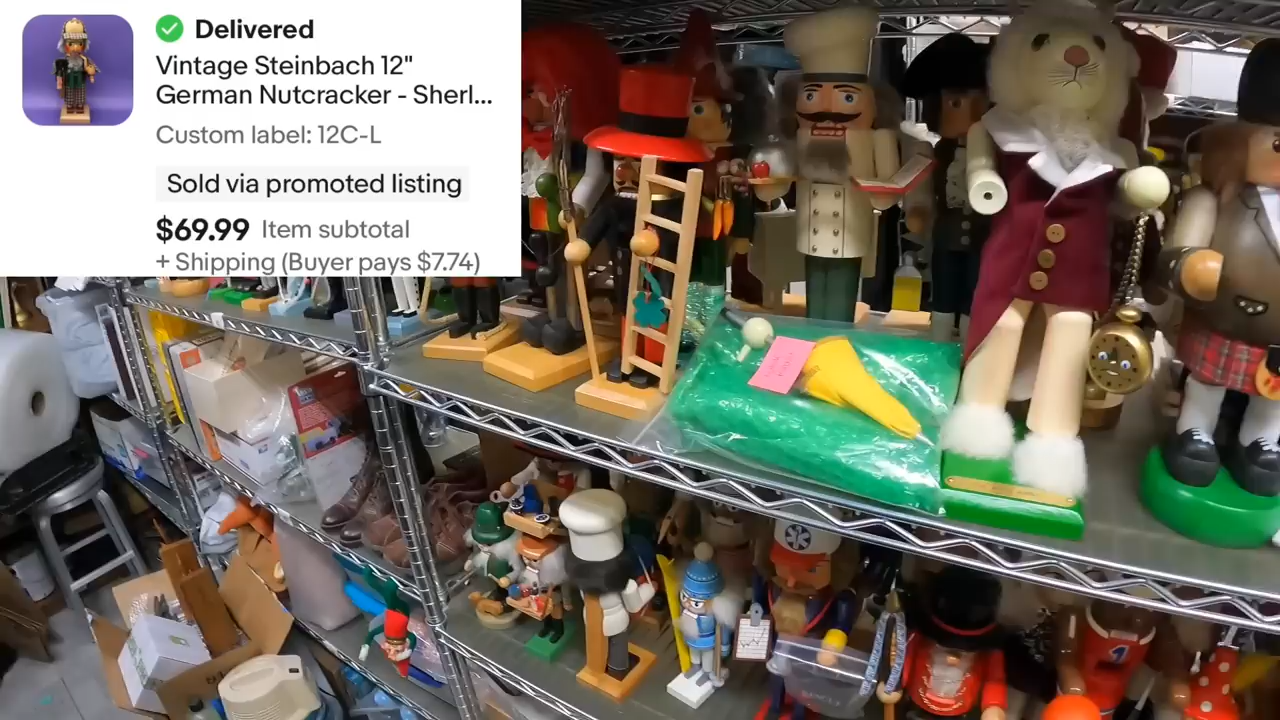 Delivered
Vintage Steinbach 12"
German Nutcracker - Sherl...
Custom label: 12C-L
Sold via promoted listing
$69.99 Item subtotal
+ Shipping (Buyer pays $7.74)
1